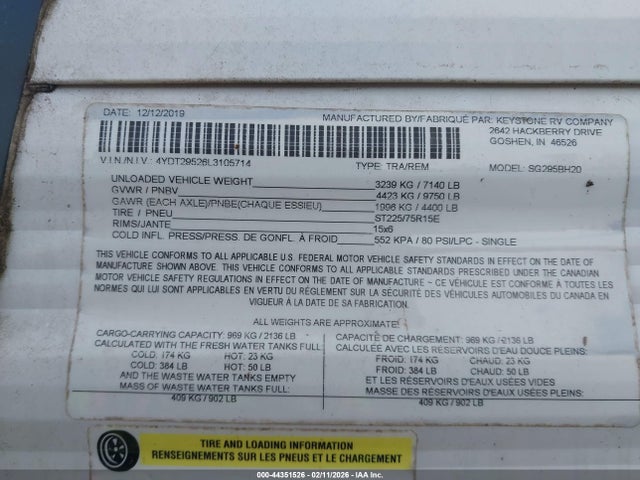 DATE: 12/12/2019
MANUFACTURED BY/FABRIQUÉ PAR: KEYSTONE RV COMPANY
2642 HACKBERRY DRIVE
GOSHEN, IN 46526
V.I.N./N.I.V.: 4YDT29526L3105714
TYPE: TRA/REM
MODEL: SG295BH20
UNLOADED VEHICLE WEIGHT 3239 KG / 7140 LB
GVWR / PNBV 4423 KG / 9750 LB
GAWR (EACH AXLE)/PNBE(CHAQUE ESSIEU) 1996 KG / 4400 LB
TIRE / PNEU ST225/75R15E
RIMS/JANTE 15x6
COLD INFL. PRESS/PRESS. DE GONFL. À FROID 552 KPA / 80 PSI/LPC - SINGLE
THIS VEHICLE CONFORMS TO ALL APPLICABLE U.S. FEDERAL MOTOR VEHICLE SAFETY STANDARDS IN EFFECT ON THE DATE OF
MANUFACTURE SHOWN ABOVE. THIS VEHICLE CONFORMS TO ALL APPLICABLE STANDARDS PRESCRIBED UNDER THE CANADIAN
MOTOR VEHICLE SAFETY REGULATIONS IN EFFECT ON THE DATE OF MANUFACTURE ~ CE VÉHICULE EST CONFORME À TOUTES LES
NORMES QUI LUI SONT APPLICABLES EN VERTU DU RÈGLEMENT SUR LA SÉCURITÉ DES VÉHICULES AUTOMOBILES DU CANADA EN
VIGUEUR À LA DATE DE SA FABRICATION.
ALL WEIGHTS ARE APPROXIMATE
CARGO-CARRYING CAPACITY: 969 KG / 2136 LB
CALCULATED WITH THE FRESH WATER TANKS FULL:
COLD: 174 KG HOT: 23 KG
COLD: 384 LB HOT: 50 LB
AND THE WASTE WATER TANKS EMPTY
MASS OF WASTE WATER TANKS FULL:
409 KG / 902 LB
CAPACITÉ DE CHARGEMENT: 969 KG / 2136 LB
CALCULÉE AVEC LES RÉSERVOIRS D'EAU DOUCE PLEINS:
FROID: 174 KG CHAUD: 23 KG
FROID: 384 LB CHAUD: 50 LB
ET LES RÉSERVOIRS D'EAUX USÉES VIDES
MASSE DES RÉSERVOIRS D'EAUX USÉES PLEINS:
409 KG / 902 LB
TIRE AND LOADING INFORMATION
RENSEIGNEMENTS SUR LES PNEUS ET LE CHARGEMENT
000-44351526 - 02/11/2026 - IAA Inc.